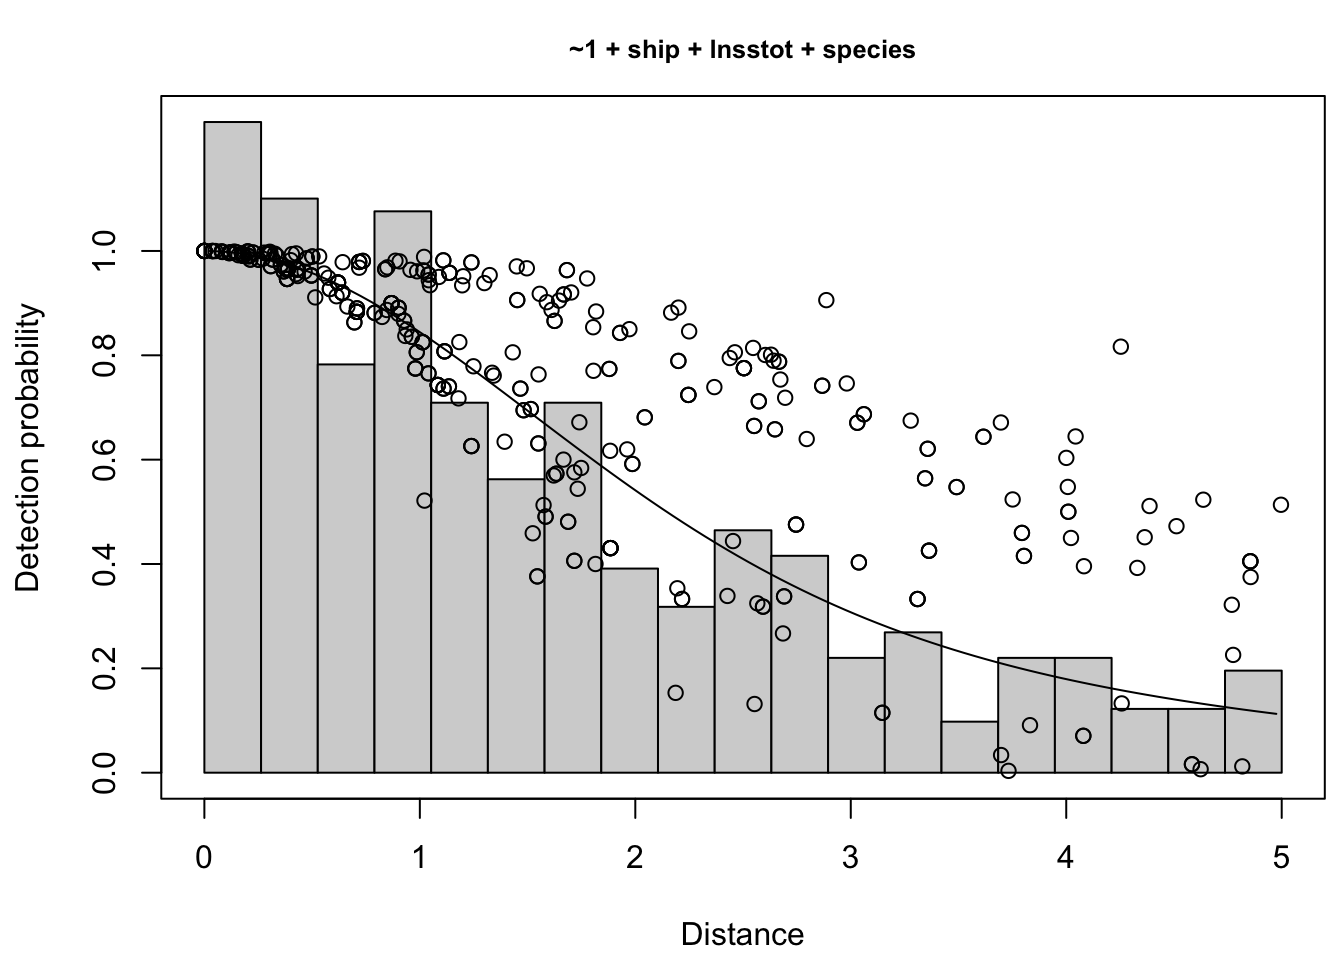 ~1 + ship + lnsstot + species
Detection probability
1.0
0.8
0.6
0.4
0.2
0.0
0 1 2 3 4 5
Distance